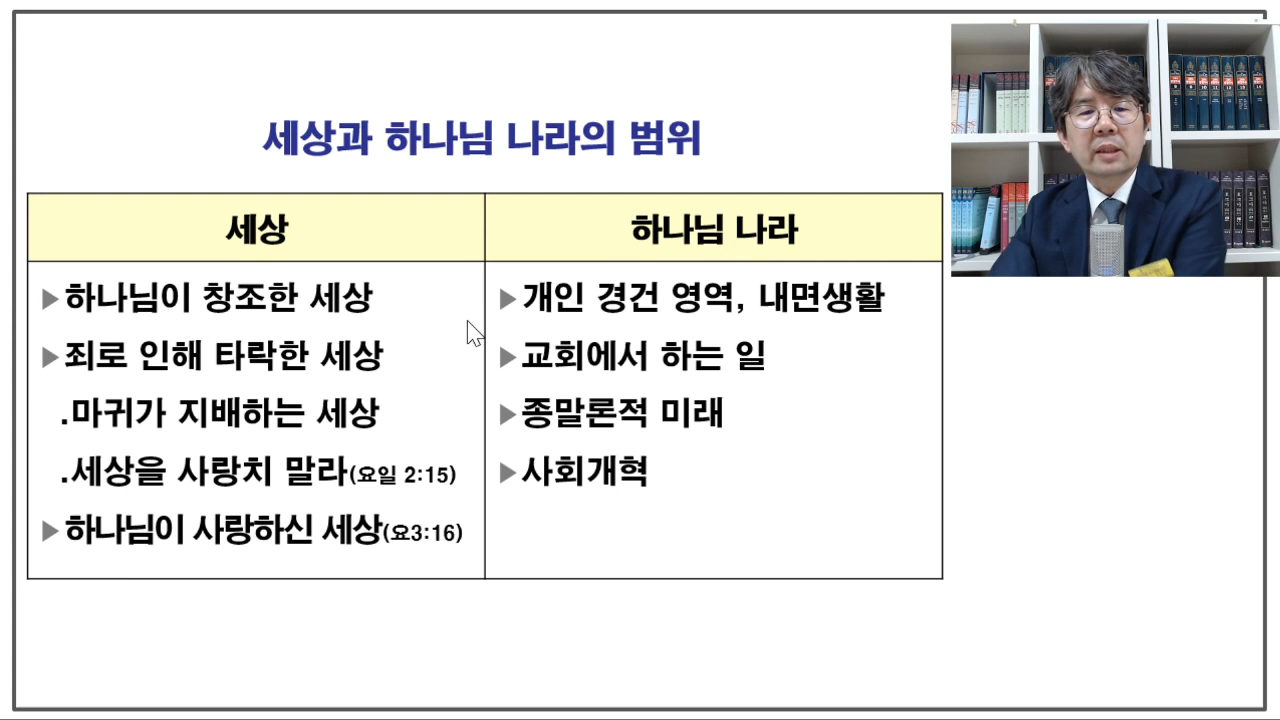 세상과 하나님 나라의 범위
세상
하나님 나라
▶하나님이 창조한 세상
▶죄로 인해 타락한 세상
.마귀가 지배하는 세상
.세상을 사랑치 말라(요일 2:15)
▶하나님이 사랑하신 세상(요3:16)
▶개인 경건 영역, 내면생활
▶교회에서 하는 일
▶종말론적 미래
▶사회개혁